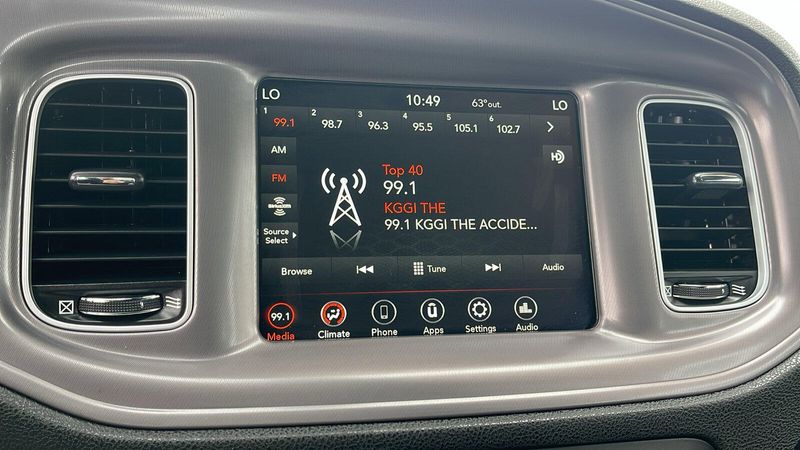 LO 10:49 63°out. LO
1 99.1 2 98.7 3 96.3 4 95.5 5 105.1 6 102.7
AM
HD
Top 40
99.1
FM
KGGI THE
SiriusXM
99.1 KGGI THE ACCIDE...
Source
Select
Browse Tune Audio
99.1
Media Climate Phone Apps Settings Audio